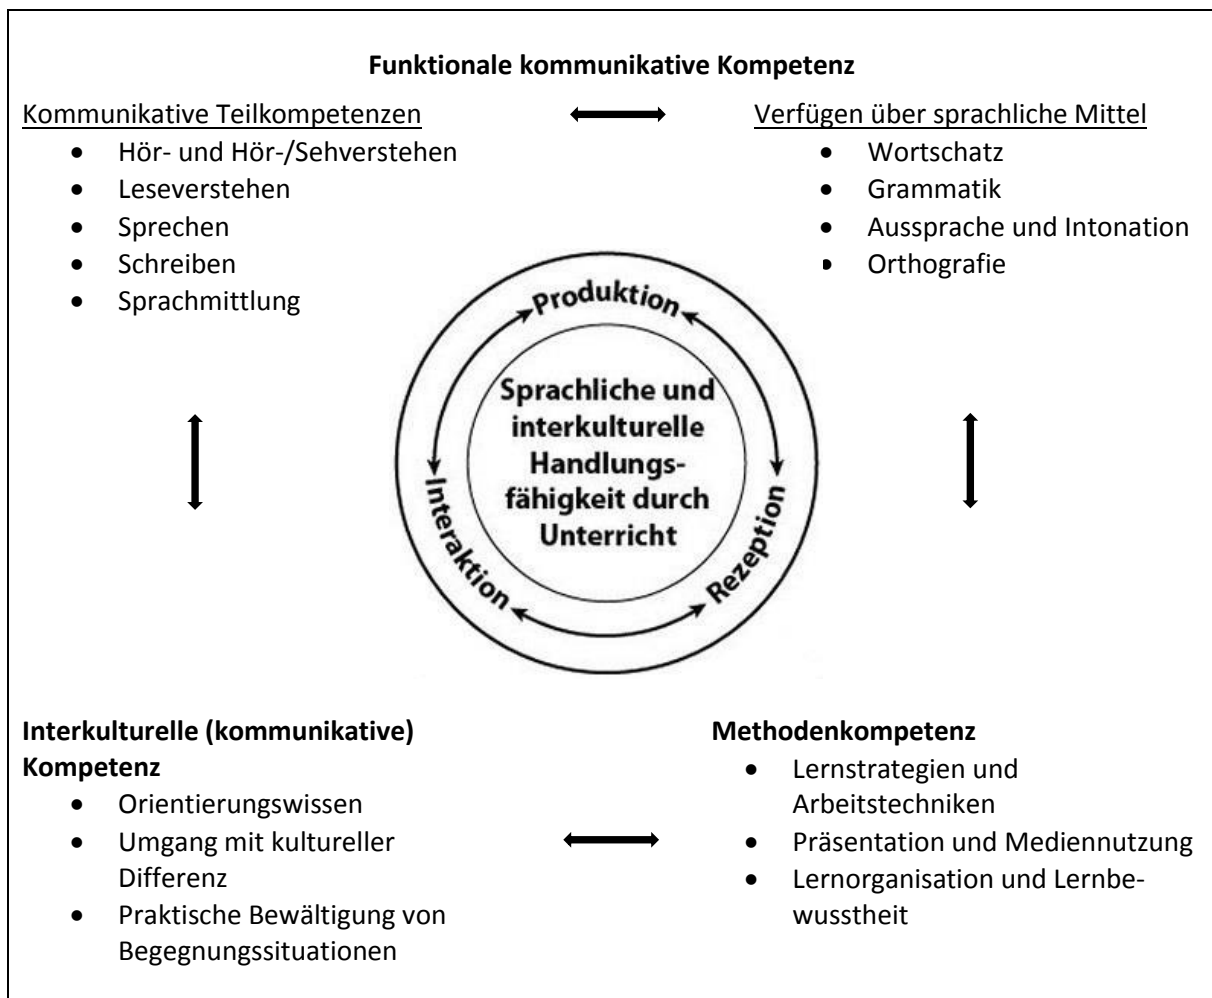 Funktionale kommunikative Kompetenz
Kommunikative Teilkompetenzen
• Hör- und Hör-/Sehverstehen
• Leseverstehen
• Sprechen
• Schreiben
• Sprachmittlung
Verfügen über sprachliche Mittel
• Wortschatz
• Grammatik
• Aussprache und Intonation
• Orthografie
Produktion
Sprachliche und
interkulturelle
Handlungs-
fähigkeit durch
Unterricht
Interaktion
Rezeption
Interkulturelle (kommunikative)
Kompetenz
• Orientierungswissen
• Umgang mit kultureller
Differenz
• Praktische Bewältigung von
Begegnungssituationen
Methodenkompetenz
• Lernstrategien und
Arbeitstechniken
• Präsentation und Mediennutzung
• Lernorganisation und Lernbe-
wusstheit